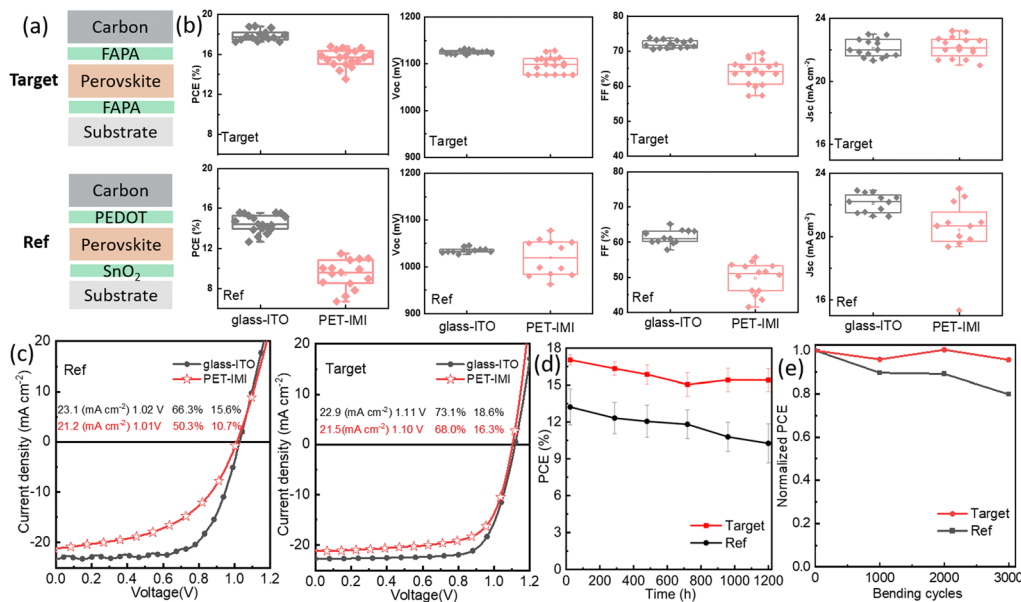 (a)
Carbon
FAPA
Target
Perovskite
FAPA
Substrate
Carbon
PEDOT
Ref
Perovskite
SnO₂
Substrate
(b)
PCE (%)
20
18
16
14
12
10
8
Target
Voc (mV)
1200
1100
1000
900
Target
FF (%)
80
70
60
50
40
Target
Jsc (mA cm⁻²)
24
22
20
16
Target
PCE (%)
20
18
16
14
12
10
8
Ref
glass-ITO PET-IMI
Voc (mV)
1200
1100
1000
900
Ref
glass-ITO PET-IMI
FF (%)
80
70
60
50
40
Ref
glass-ITO PET-IMI
Jsc (mA cm⁻²)
24
22
20
16
Ref
glass-ITO PET-IMI
(c)
Current density (mA cm⁻²)
20
10
0
-10
-20
Ref
glass-ITO
PET-IMI
23.1 (mA cm⁻²) 1.02 V 66.3% 15.6%
21.2 (mA cm⁻²) 1.01V 50.3% 10.7%
0.0 0.2 0.4 0.6 0.8 1.0 1.2
Voltage(V)
Current density (mA cm⁻²)
20
10
0
-10
-20
Target
glass-ITO
PET-IMI
22.9 (mA cm⁻²) 1.11 V 73.1% 18.6%
21.5(mA cm⁻²) 1.10 V 68.0% 16.3%
0.0 0.2 0.4 0.6 0.8 1.0 1.2
Voltage(V)
(d)
PCE (%)
18
15
12
9
6
3
0
Target
Ref
0 200 400 600 800 1000 1200
Time (h)
(e)
Normalized PCE
1.0
0.8
0.6
0.4
0.2
0.0
Target
Ref
0 1000 2000 3000
Bending cycles